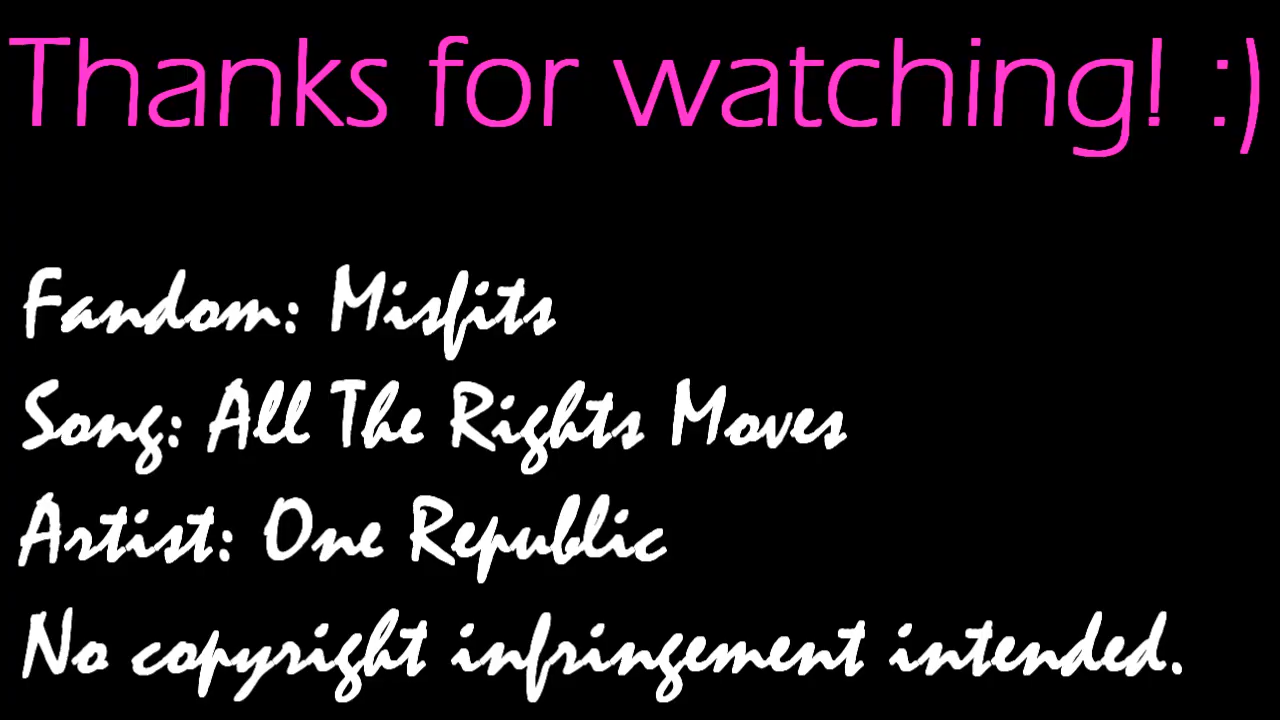 Thanks for watching! :)
Fandom: Misfits
Song: All The Rights Moves
Artist: One Republic
No copyright infringement intended.